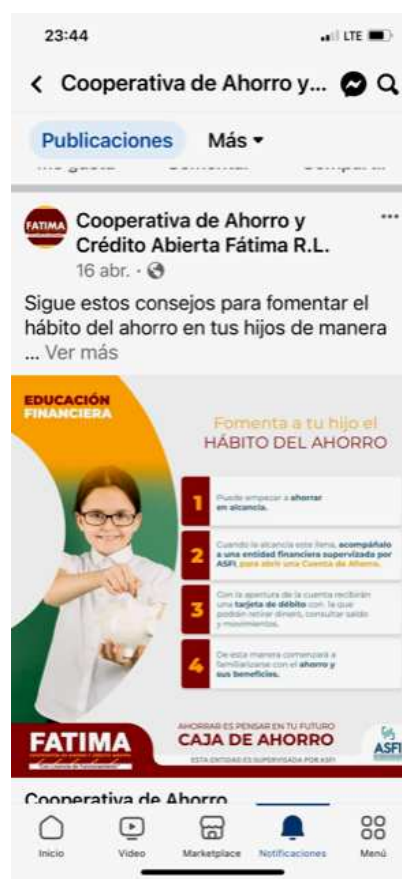 23:44
LTE
Cooperativa de Ahorro y...
Publicaciones
Más
FATIMA
Cooperativa de Ahorro y
Crédito Abierta Fátima R.L.
16 abr.
Sigue estos consejos para fomentar el
hábito del ahorro en tus hijos de manera
... Ver más
EDUCACIÓN
FINANCIERA
Fomenta a tu hijo el
HÁBITO DEL AHORRO
1
Puede empezar a ahorrar
en alcancía.
2
Cuando la alcancía este llena, acompáñalo
a una entidad financiera supervizada por
ASFI, para abrir una Cuenta de Ahorro.
3
Con la apertura de la cuenta recibirán
una tarjeta de débito con la que
podrán retirar dinero, consultar saldo
y movimientos.
4
De esta manera comenzará a
familiarizarse con el ahorro y
sus beneficios.
FATIMA
AHORRAR ES PENSAR EN TU FUTURO
CAJA DE AHORRO
ESTA ENTIDAD ES SUPERVISADA POR ASFI
ASFI
Cooperativa de Ahorro
Inicio
Video
Marketplace
Notificaciones
Menú